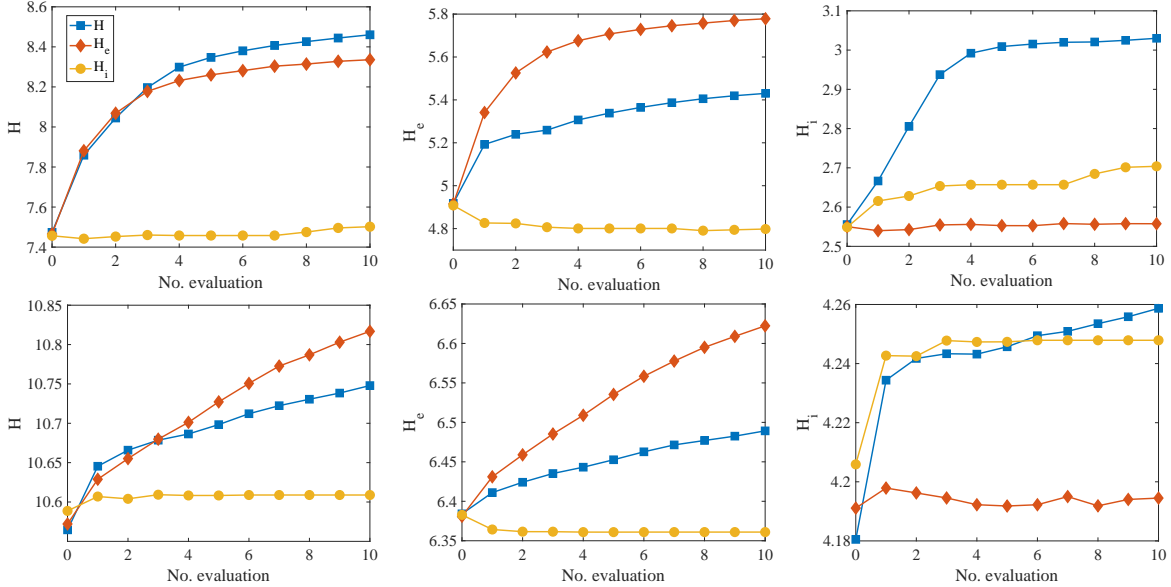 8.6
8.4
8.2
8
7.8
7.6
7.4
H
H
H_e
H_i
0 2 4 6 8 10
No. evaluation
5.8
5.6
5.4
5.2
5
4.8
H_e
0 2 4 6 8 10
No. evaluation
3.1
3
2.9
2.8
2.7
2.6
2.5
H_i
0 2 4 6 8 10
No. evaluation
10.85
10.8
10.75
10.7
10.65
10.6
H
0 2 4 6 8 10
No. evaluation
6.65
6.6
6.55
6.5
6.45
6.4
6.35
H_e
0 2 4 6 8 10
No. evaluation
4.26
4.24
4.22
4.2
4.18
H_i
0 2 4 6 8 10
No. evaluation